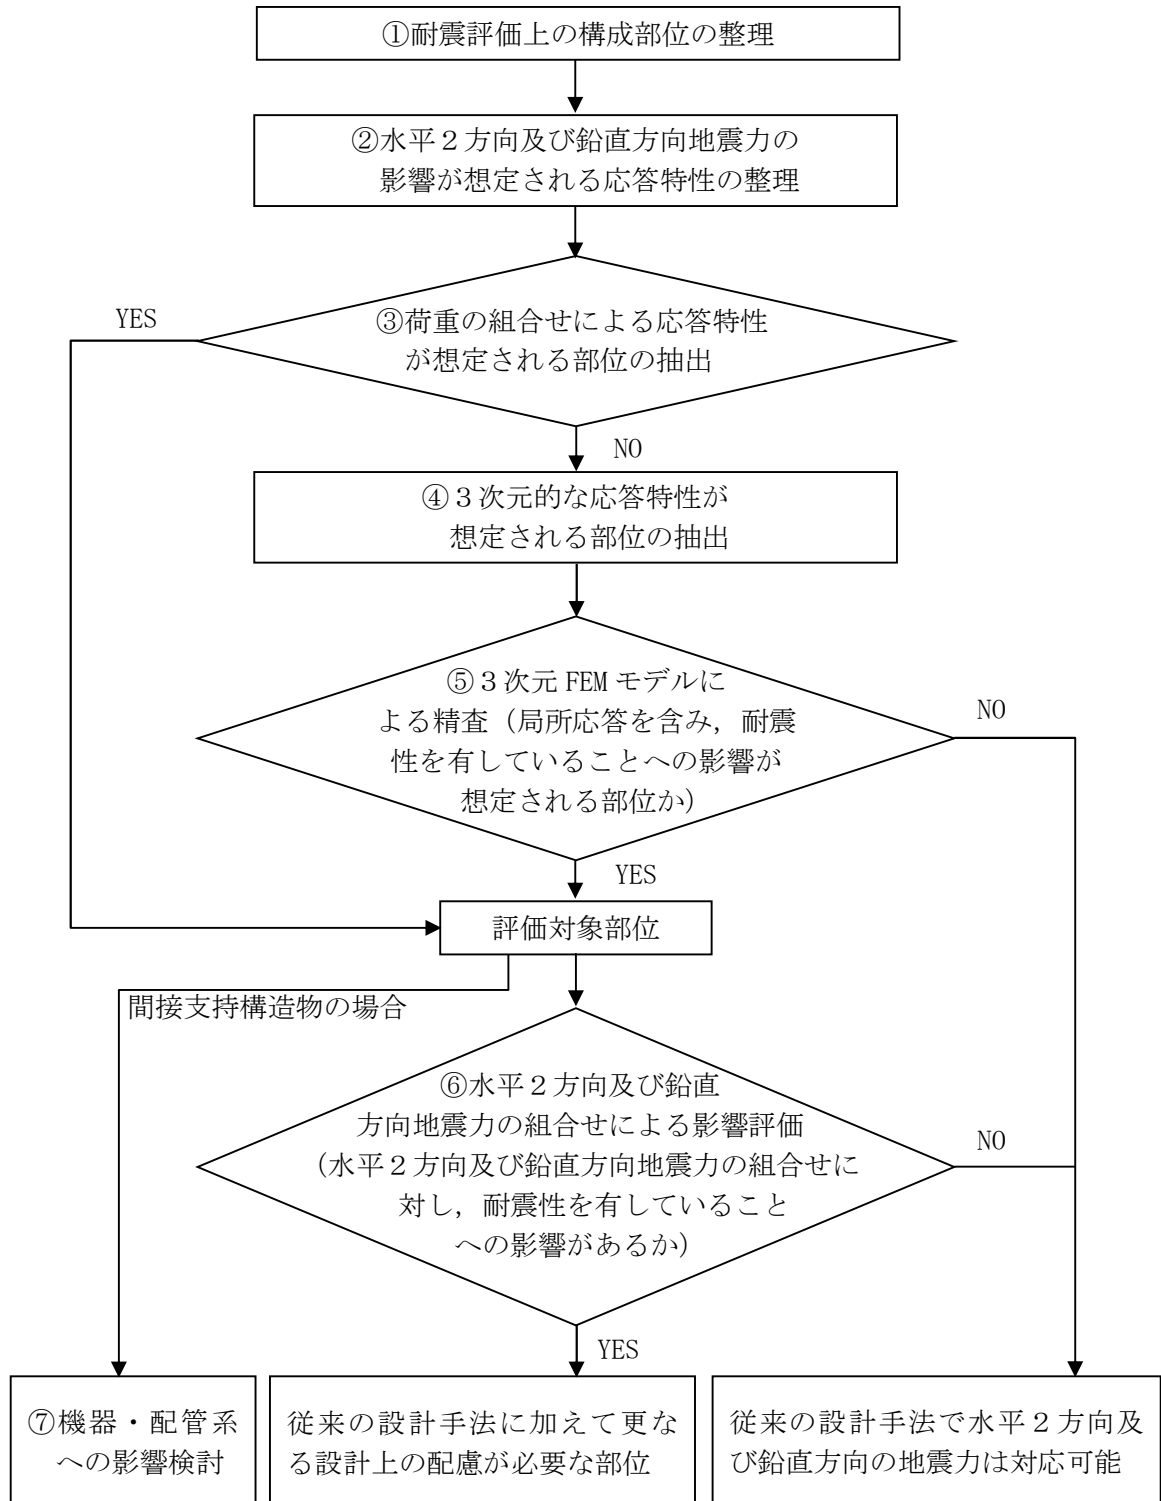 ①耐震評価上の構成部位の整理
②水平２方向及び鉛直方向地震力の
影響が想定される応答特性の整理
YES
③荷重の組合せによる応答特性
が想定される部位の抽出
NO
④３次元的な応答特性が
想定される部位の抽出
⑤３次元 FEM モデルに
よる精査（局所応答を含み，耐震
性を有していることへの影響が
想定される部位か）
NO
YES
評価対象部位
間接支持構造物の場合
⑥水平２方向及び鉛直
方向地震力の組合せによる影響評価
（水平２方向及び鉛直方向地震力の組合せに
対し，耐震性を有していること
への影響があるか）
NO
YES
⑦機器・配管系
への影響検討
従来の設計手法に加えて更な
る設計上の配慮が必要な部位
従来の設計手法で水平２方向及
び鉛直方向の地震力は対応可能